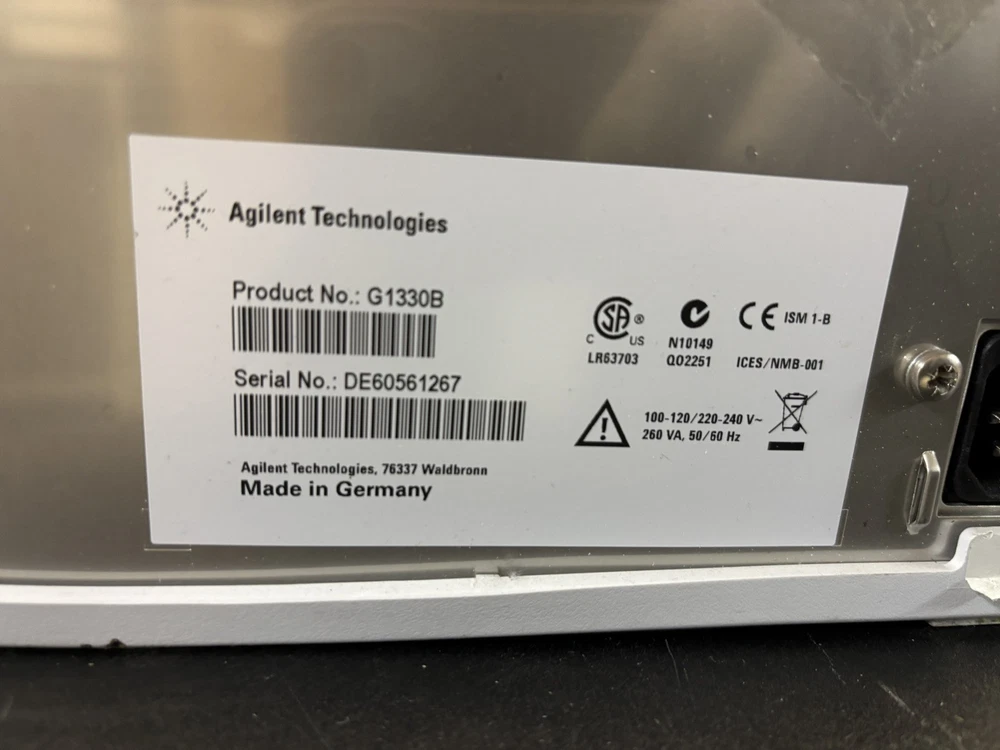 Agilent Technologies
Product No.: G1330B
Serial No.: DE60561267
Agilent Technologies, 76337 Waldbronn
Made in Germany
SA ®
C US
LR63703
N10149
Q02251
CE ISM 1-B
ICES/NMB-001
100-120/220-240 V~
260 VA, 50/60 Hz